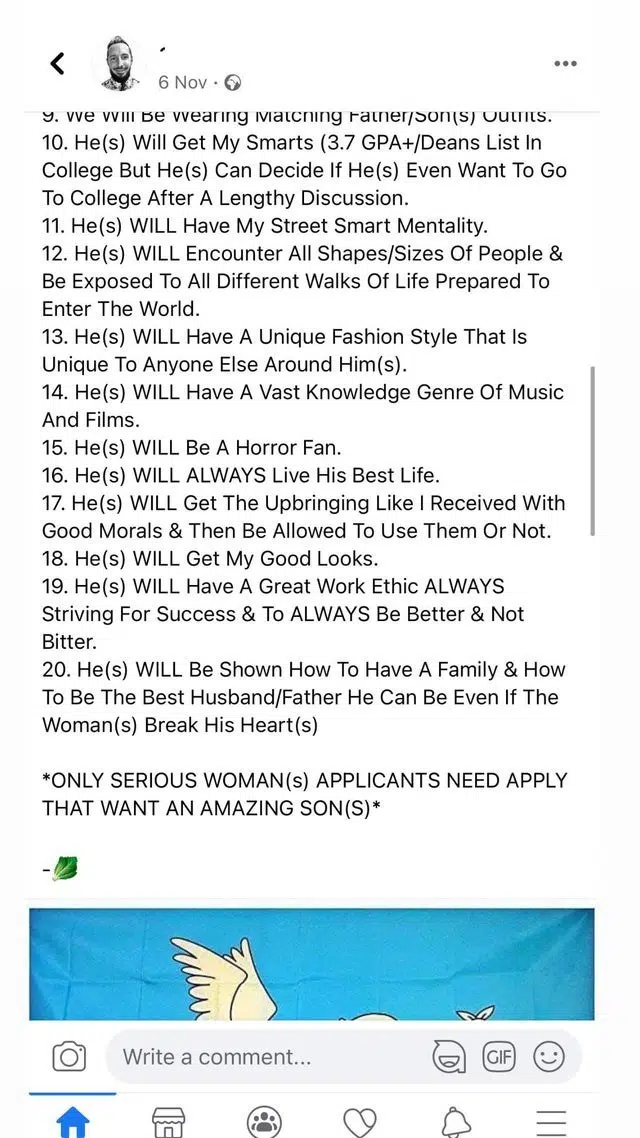 6 Nov ·
9. We Will Be Wearing Matching Father/Son(s) Outfits.
10. He(s) Will Get My Smarts (3.7 GPA+/Deans List In
College But He(s) Can Decide If He(s) Even Want To Go
To College After A Lengthy Discussion.
11. He(s) WILL Have My Street Smart Mentality.
12. He(s) WILL Encounter All Shapes/Sizes Of People &
Be Exposed To All Different Walks Of Life Prepared To
Enter The World.
13. He(s) WILL Have A Unique Fashion Style That Is
Unique To Anyone Else Around Him(s).
14. He(s) WILL Have A Vast Knowledge Genre Of Music
And Films.
15. He(s) WILL Be A Horror Fan.
16. He(s) WILL ALWAYS Live His Best Life.
17. He(s) WILL Get The Upbringing Like I Received With
Good Morals & Then Be Allowed To Use Them Or Not.
18. He(s) WILL Get My Good Looks.
19. He(s) WILL Have A Great Work Ethic ALWAYS
Striving For Success & To ALWAYS Be Better & Not
Bitter.
20. He(s) WILL Be Shown How To Have A Family & How
To Be The Best Husband/Father He Can Be Even If The
Woman(s) Break His Heart(s)
*ONLY SERIOUS WOMAN(s) APPLICANTS NEED APPLY
THAT WANT AN AMAZING SON(S)*
-🥬
Write a comment...
GIF